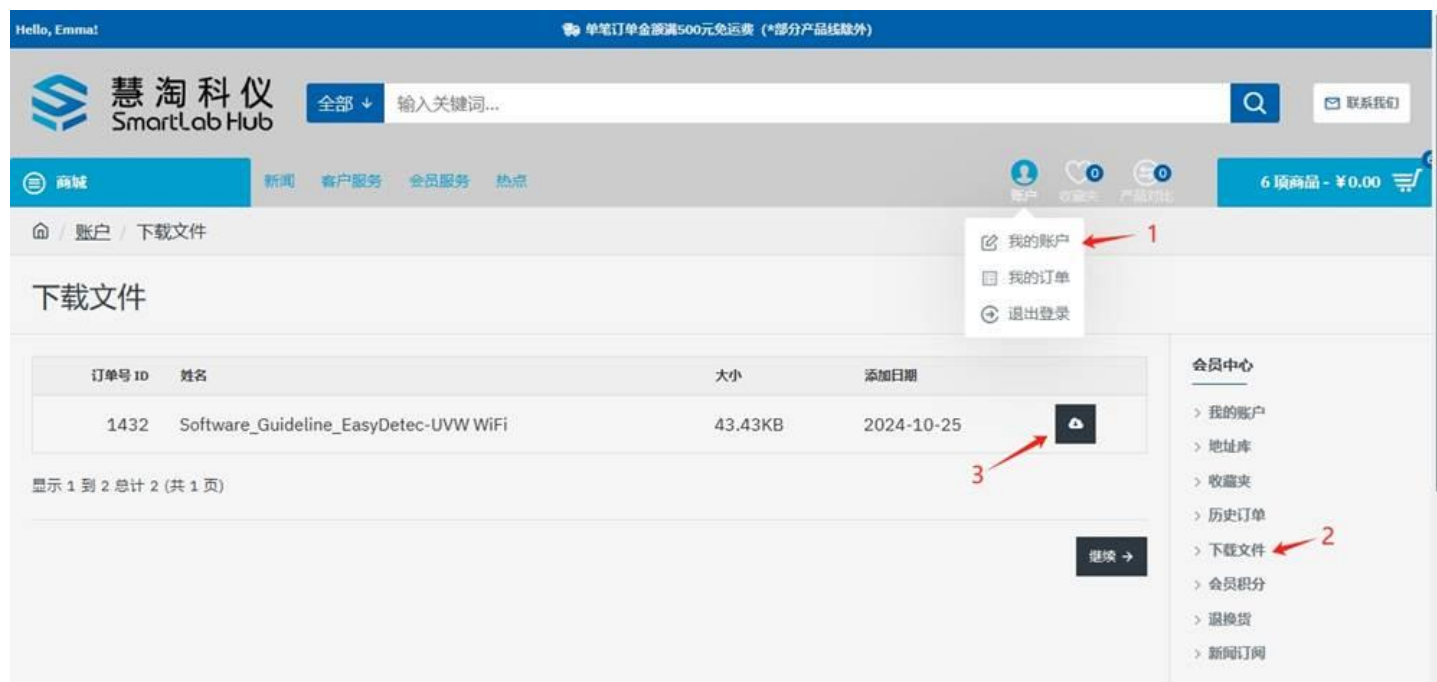 Hello, Emma!
单笔订单金额满500元免运费 (*部分产品线除外)
慧淘科仪
SmartLab Hub
全部
输入关键词...
联系我们
商城
新闻 客户服务 会员服务 热点
账户 收藏夹 0 产品对比 0
6 项商品 - ¥0.00
账户 / 下载文件
我的账户
1
我的订单
退出登录
下载文件
订单号 ID 姓名 大小 添加日期
1432 Software_Guideline_EasyDetec-UVW WiFi 43.43KB 2024-10-25
3
显示 1 到 2 总计 2 (共 1 页)
继续 →
会员中心
> 我的账户
> 地址库
> 收藏夹
> 历史订单
> 下载文件
2
> 会员积分
> 退换货
> 新闻订阅